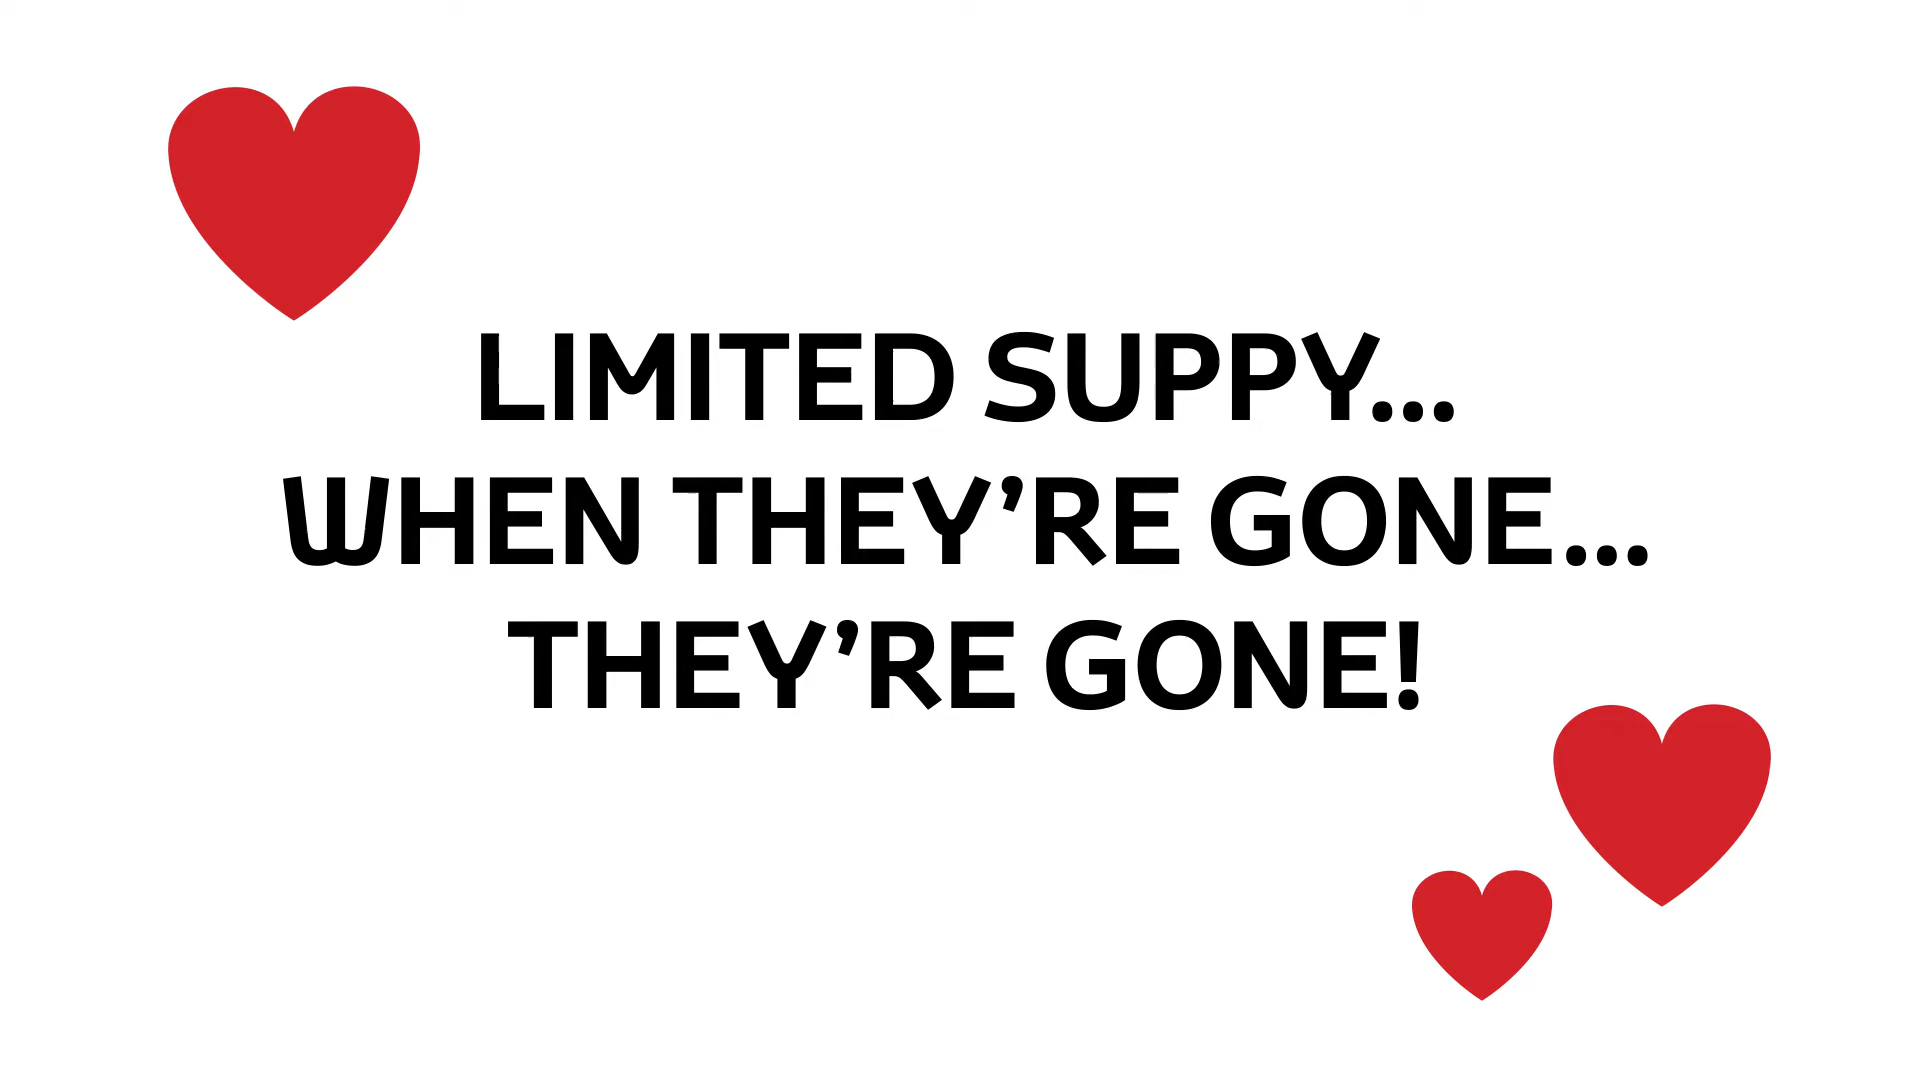 LIMITED SUPPY...
WHEN THEY’RE GONE...
THEY’RE GONE!